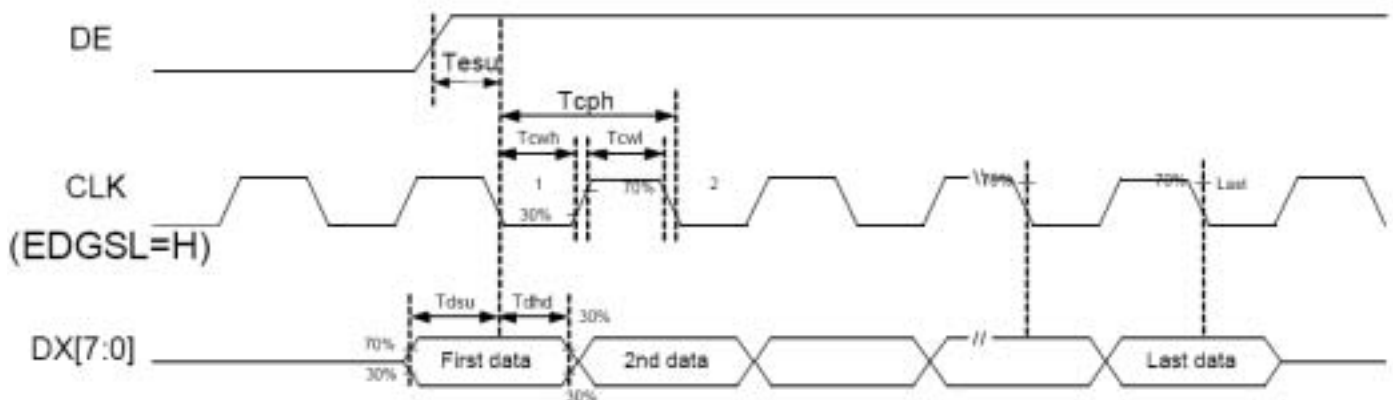 DE
Tesu
Tcph
Tcwh
Tcwl
CLK
1
70%
2
70%
70%
Last
30%
(EDGSL=H)
Tdsu
Tdhd
30%
70%
DX[7:0]
First data
2nd data
//
Last data
30%
30%